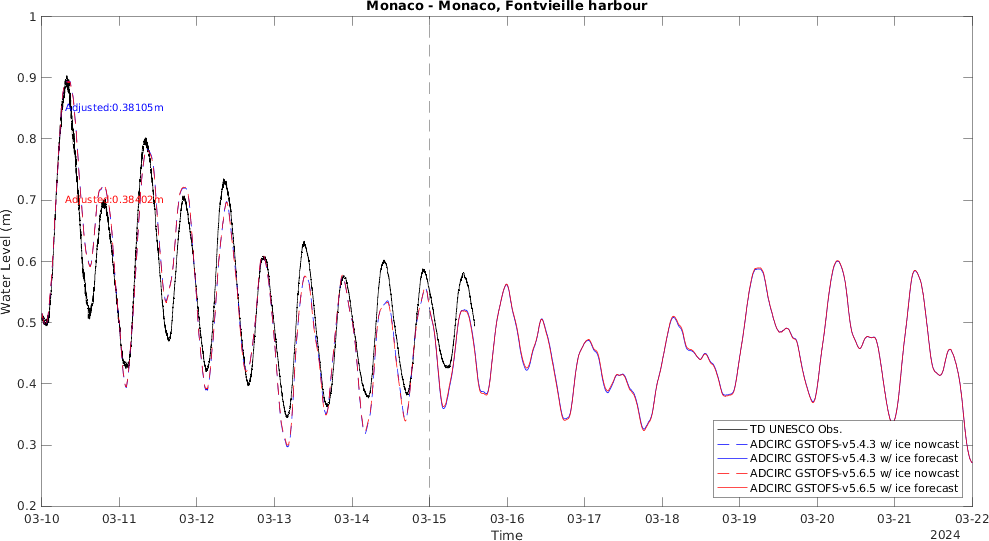 Monaco - Monaco, Fontvieille harbour
1
0.9
0.8
0.7
0.6
0.5
0.4
0.3
0.2
Water Level (m)
Adjusted:0.38105m
Adjusted:0.38402m
TD UNESCO Obs.
ADCIRC GSTOFS-v5.4.3 w/ ice nowcast
ADCIRC GSTOFS-v5.4.3 w/ ice forecast
ADCIRC GSTOFS-v5.6.5 w/ ice nowcast
ADCIRC GSTOFS-v5.6.5 w/ ice forecast
03-10 03-11 03-12 03-13 03-14 03-15 03-16 03-17 03-18 03-19 03-20 03-21 03-22
Time
2024